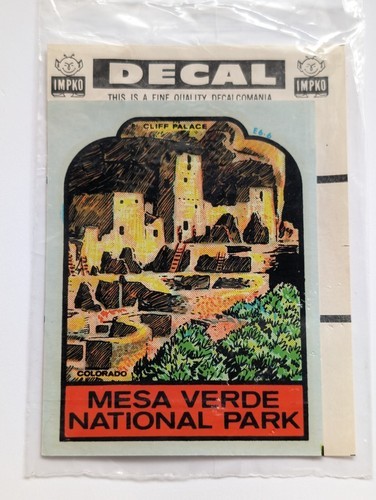 DECAL
IMPKO
IMPKO
THIS IS A FINE QUALITY DECALCOMANIA
CLIFF PALACE
COLORADO
MESA VERDE
NATIONAL PARK